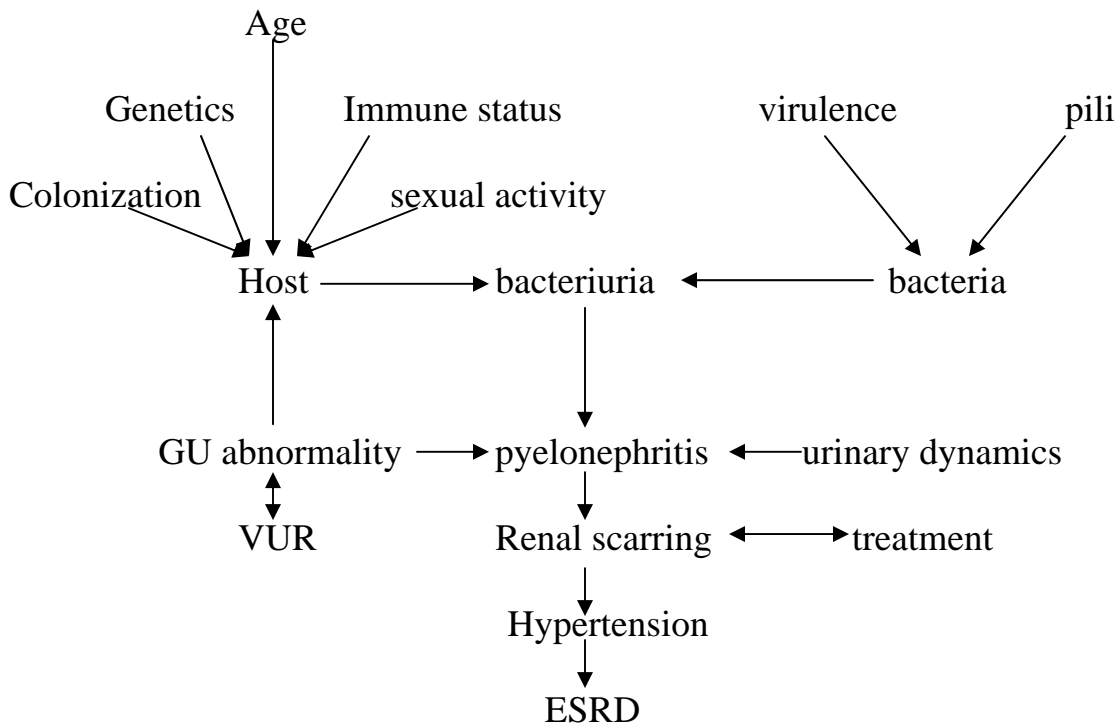 Age
Genetics Immune status virulence pili
Colonization sexual activity
Host bacteriuria bacteria
GU abnormality pyelonephritis urinary dynamics
VUR Renal scarring treatment
Hypertension
ESRD